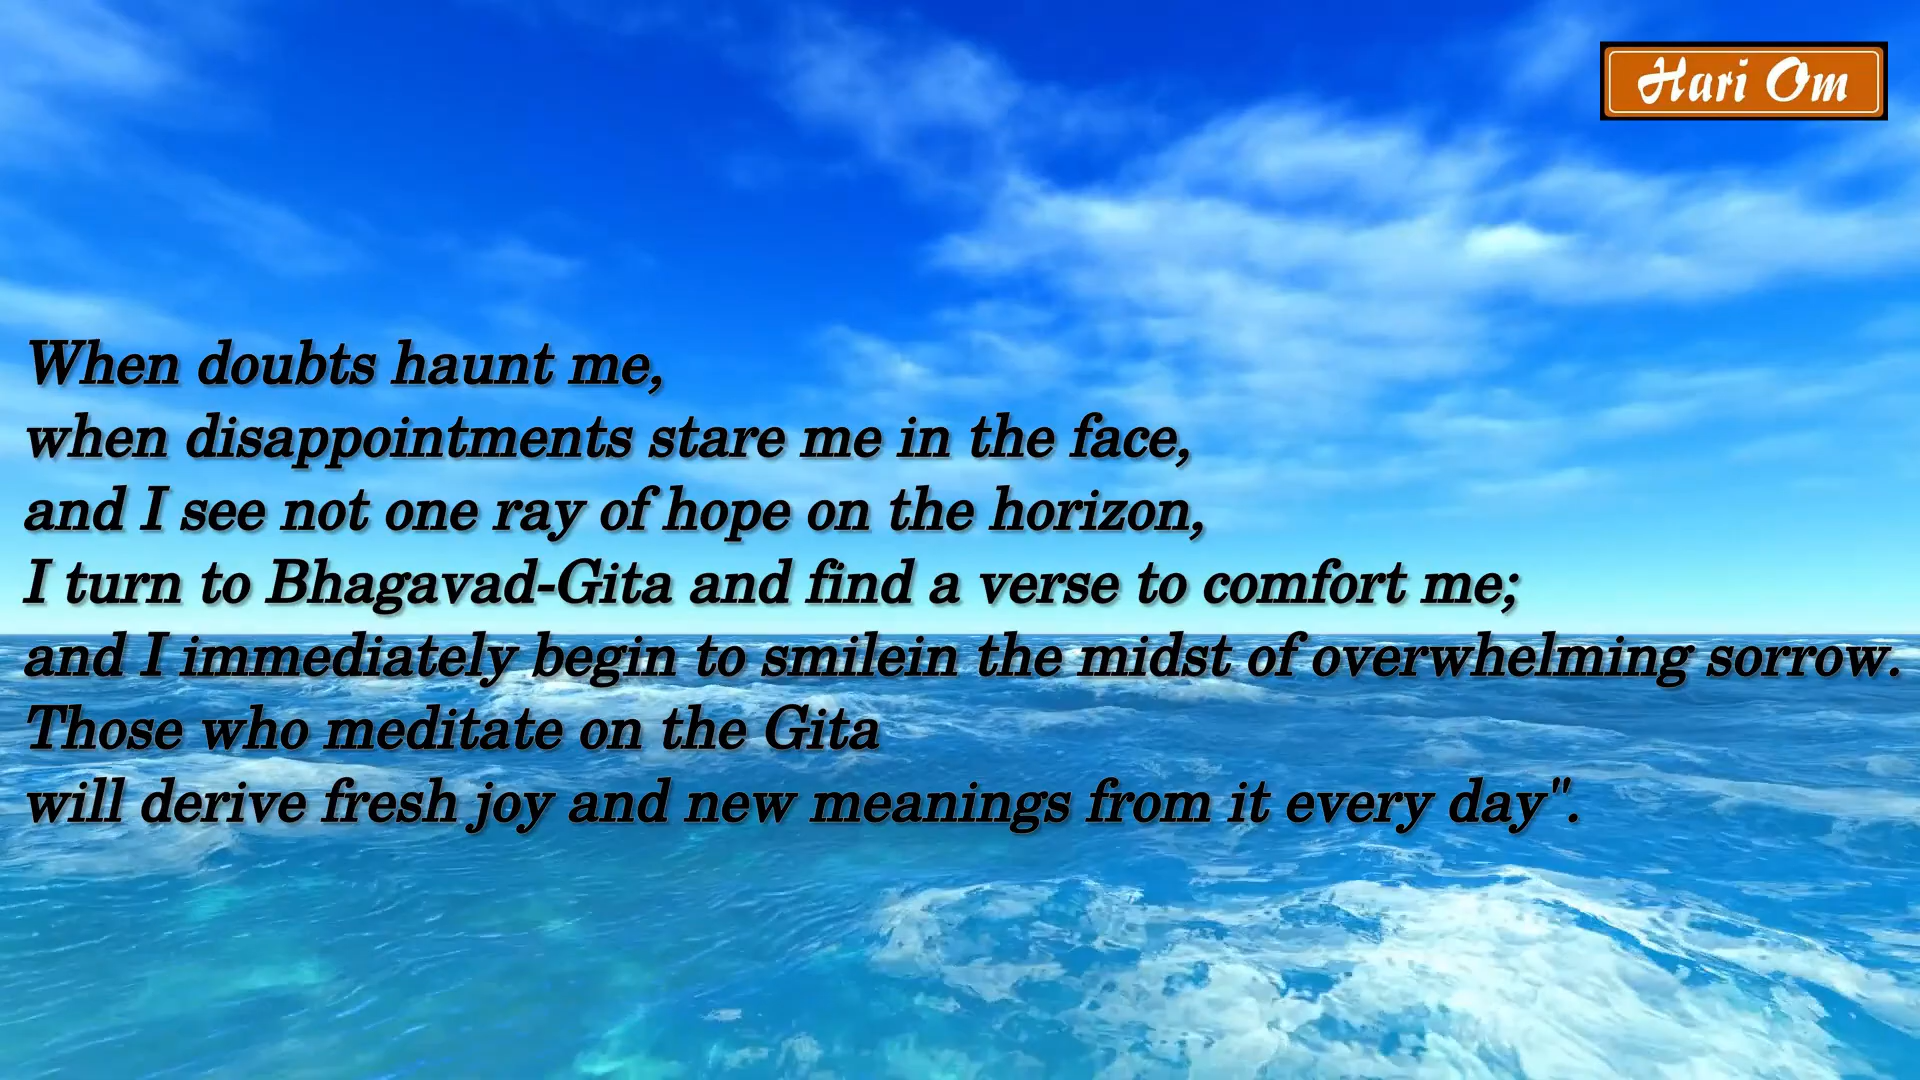 Hari Om
When doubts haunt me,
when disappointments stare me in the face,
and I see not one ray of hope on the horizon,
I turn to Bhagavad-Gita and find a verse to comfort me;
and I immediately begin to smilein the midst of overwhelming sorrow.
Those who meditate on the Gita
will derive fresh joy and new meanings from it every day".